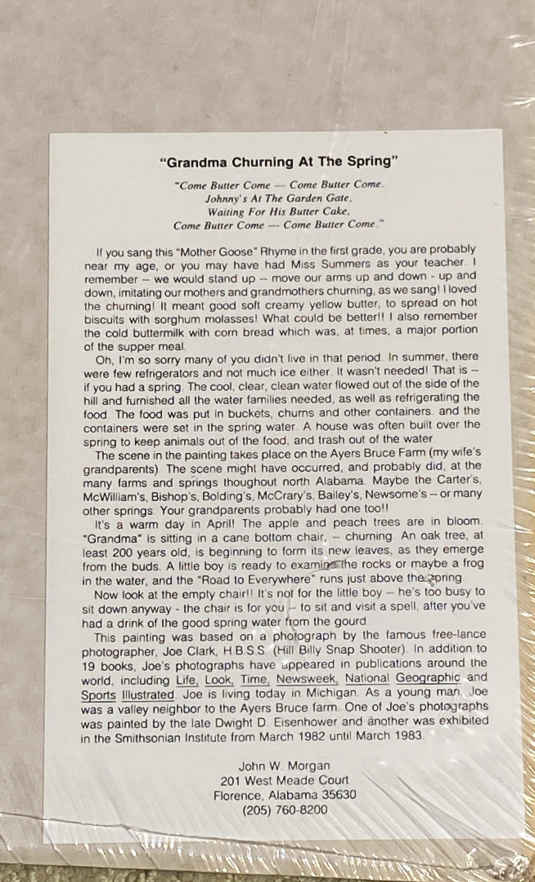 "Grandma Churning At The Spring"
"Come Butter Come — Come Butter Come.
Johnny's At The Garden Gate,
Waiting For His Butter Cake,
Come Butter Come — Come Butter Come."
If you sang this "Mother Goose" Rhyme in the first grade, you are probably
near my age, or you may have had Miss Summers as your teacher. I
remember -- we would stand up -- move our arms up and down - up and
down, imitating our mothers and grandmothers churning, as we sang! I loved
the churning! It meant good soft creamy yellow butter, to spread on hot
biscuits with sorghum molasses! What could be better!! I also remember
the cold buttermilk with corn bread which was, at times, a major portion
of the supper meal.
Oh, I'm so sorry many of you didn't live in that period. In summer, there
were few refrigerators and not much ice either. It wasn't needed! That is --
if you had a spring. The cool, clear, clean water flowed out of the side of the
hill and furnished all the water families needed, as well as refrigerating the
food. The food was put in buckets, churns and other containers. and the
containers were set in the spring water. A house was often built over the
spring to keep animals out of the food, and trash out of the water.
The scene in the painting takes place on the Ayers Bruce Farm (my wife's
grandparents). The scene might have occurred, and probably did, at the
many farms and springs thoughout north Alabama. Maybe the Carter's,
McWilliam's, Bishop's, Bolding's, McCrary's, Bailey's, Newsome's -- or many
other springs. Your grandparents probably had one too!!
It's a warm day in April! The apple and peach trees are in bloom.
"Grandma" is sitting in a cane bottom chair, -- churning. An oak tree, at
least 200 years old, is beginning to form its new leaves, as they emerge
from the buds. A little boy is ready to examine the rocks or maybe a frog
in the water, and the "Road to Everywhere" runs just above the spring.
Now look at the empty chair!! It's not for the little boy -- he's too busy to
sit down anyway - the chair is for you -- to sit and visit a spell, after you've
had a drink of the good spring water from the gourd.
This painting was based on a photograph by the famous free-lance
photographer, Joe Clark, H.B.S.S. (Hill Billy Snap Shooter). In addition to
19 books, Joe's photographs have appeared in publications around the
world, including Life, Look, Time, Newsweek, National Geographic and
Sports Illustrated. Joe is living today in Michigan. As a young man, Joe
was a valley neighbor to the Ayers Bruce farm. One of Joe's photographs
was painted by the late Dwight D. Eisenhower and another was exhibited
in the Smithsonian Institute from March 1982 until March 1983.
John W. Morgan
201 West Meade Court
Florence, Alabama 35630
(205) 760-8200